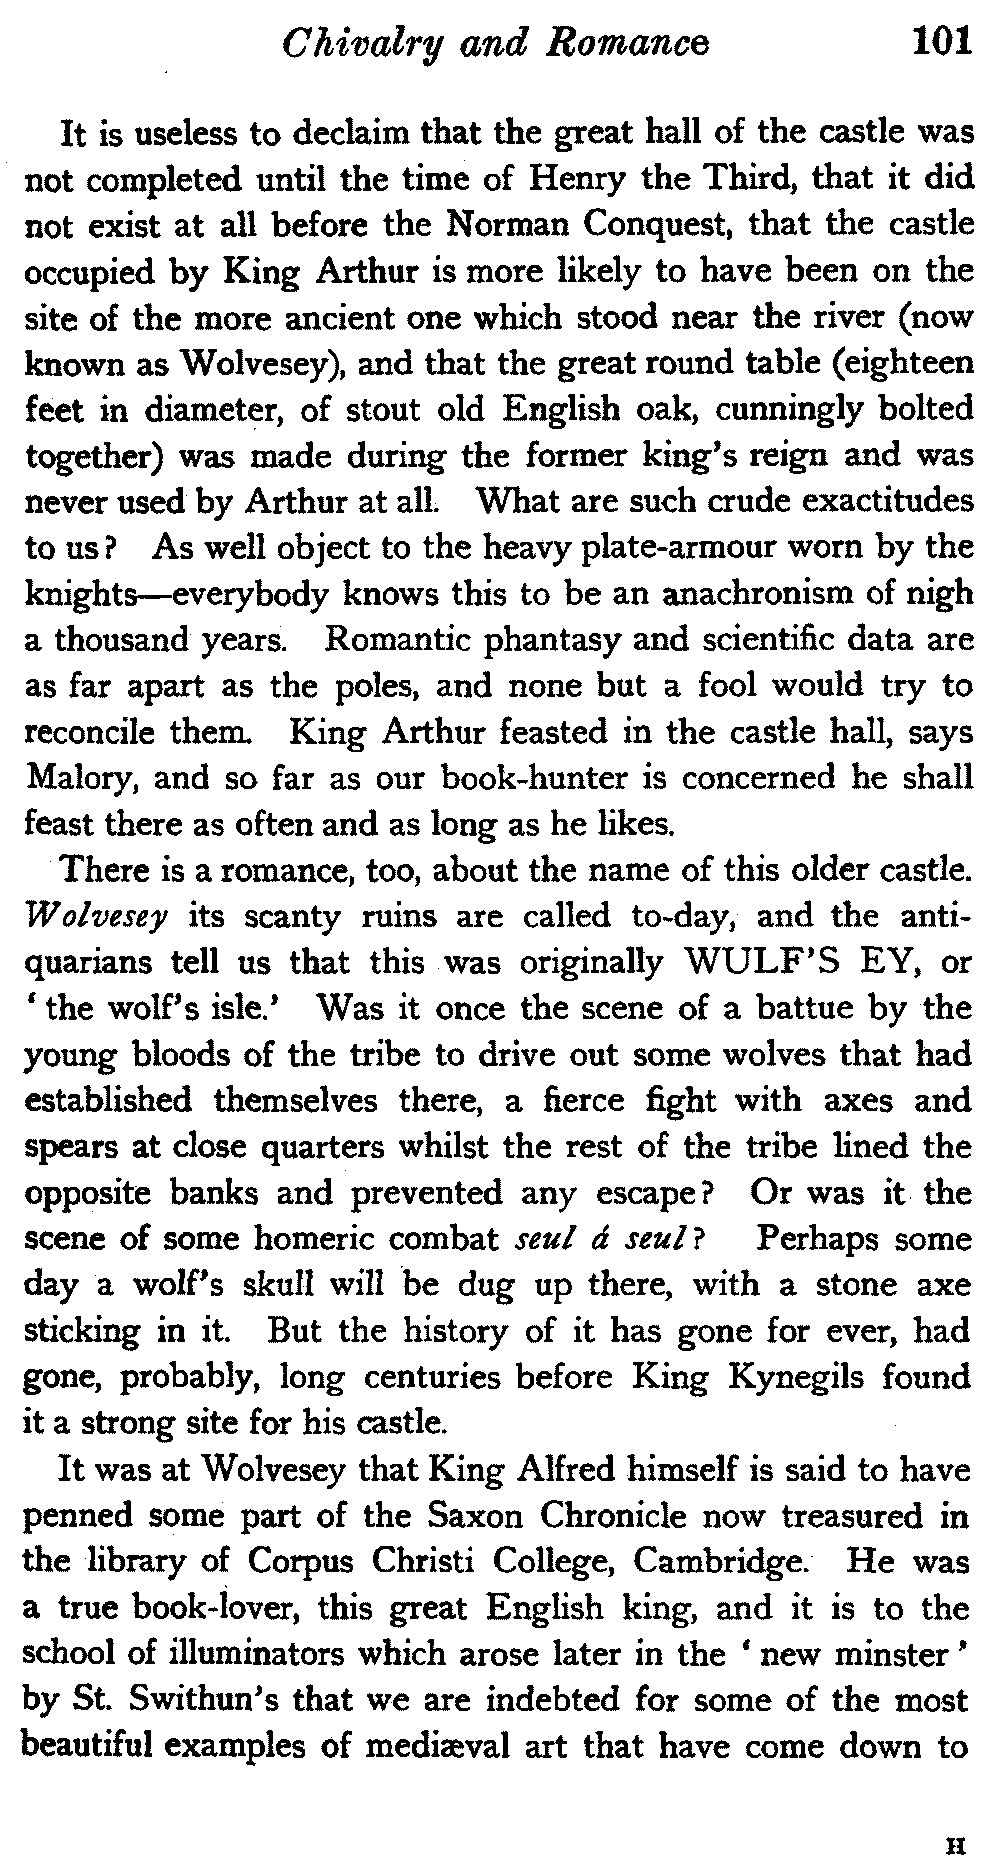 Chivalry and Romance 101
It is useless to declaim that the great hall of the castle was
not completed until the time of Henry the Third, that it did
not exist at all before the Norman Conquest, that the castle
occupied by King Arthur is more likely to have been on the
site of the more ancient one which stood near the river (now
known as Wolvesey), and that the great round table (eighteen
feet in diameter, of stout old English oak, cunningly bolted
together) was made during the former king's reign and was
never used by Arthur at all. What are such crude exactitudes
to us? As well object to the heavy plate-armour worn by the
knights—everybody knows this to be an anachronism of nigh
a thousand years. Romantic phantasy and scientific data are
as far apart as the poles, and none but a fool would try to
reconcile them. King Arthur feasted in the castle hall, says
Malory, and so far as our book-hunter is concerned he shall
feast there as often and as long as he likes.
There is a romance, too, about the name of this older castle.
Wolvesey its scanty ruins are called to-day, and the anti-
quarians tell us that this was originally WULF'S EY, or
‘ the wolf's isle.’ Was it once the scene of a battue by the
young bloods of the tribe to drive out some wolves that had
established themselves there, a fierce fight with axes and
spears at close quarters whilst the rest of the tribe lined the
opposite banks and prevented any escape? Or was it the
scene of some homeric combat seul á seul? Perhaps some
day a wolf's skull will be dug up there, with a stone axe
sticking in it. But the history of it has gone for ever, had
gone, probably, long centuries before King Kynegils found
it a strong site for his castle.
It was at Wolvesey that King Alfred himself is said to have
penned some part of the Saxon Chronicle now treasured in
the library of Corpus Christi College, Cambridge. He was
a true book-lover, this great English king, and it is to the
school of illuminators which arose later in the ‘ new minster ’
by St. Swithun's that we are indebted for some of the most
beautiful examples of mediæval art that have come down to
H